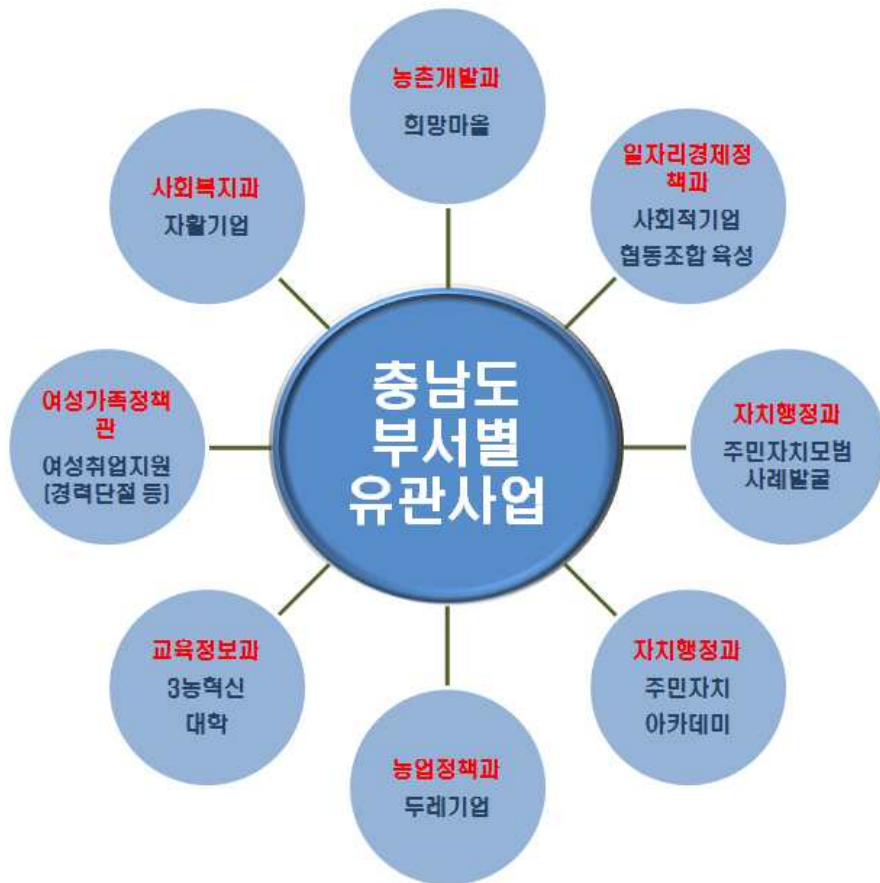 농촌개발과
희망마을
일자리경제정
책과
사회적기업
협동조합 육성
자치행정과
주민자치모범
사례발굴
자치행정과
주민자치
아카데미
농업정책과
두레기업
교육정보과
3농혁신
대학
여성가족정책
관
여성취업지원
(경력단절 등)
사회복지과
자활기업
충남도
부서별
유관사업